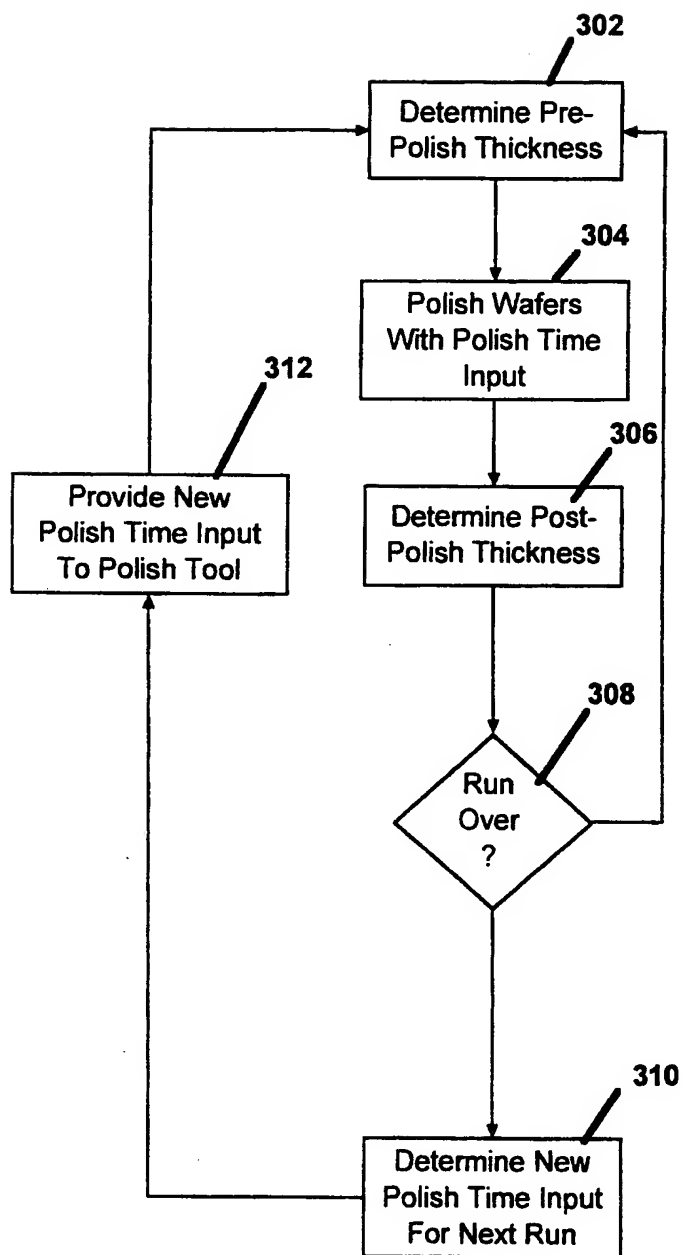 302
Determine Pre-
Polish Thickness
304
Polish Wafers
With Polish Time
Input
312
Provide New
Polish Time Input
To Polish Tool
306
Determine Post-
Polish Thickness
308
Run
Over
?
310
Determine New
Polish Time Input
For Next Run